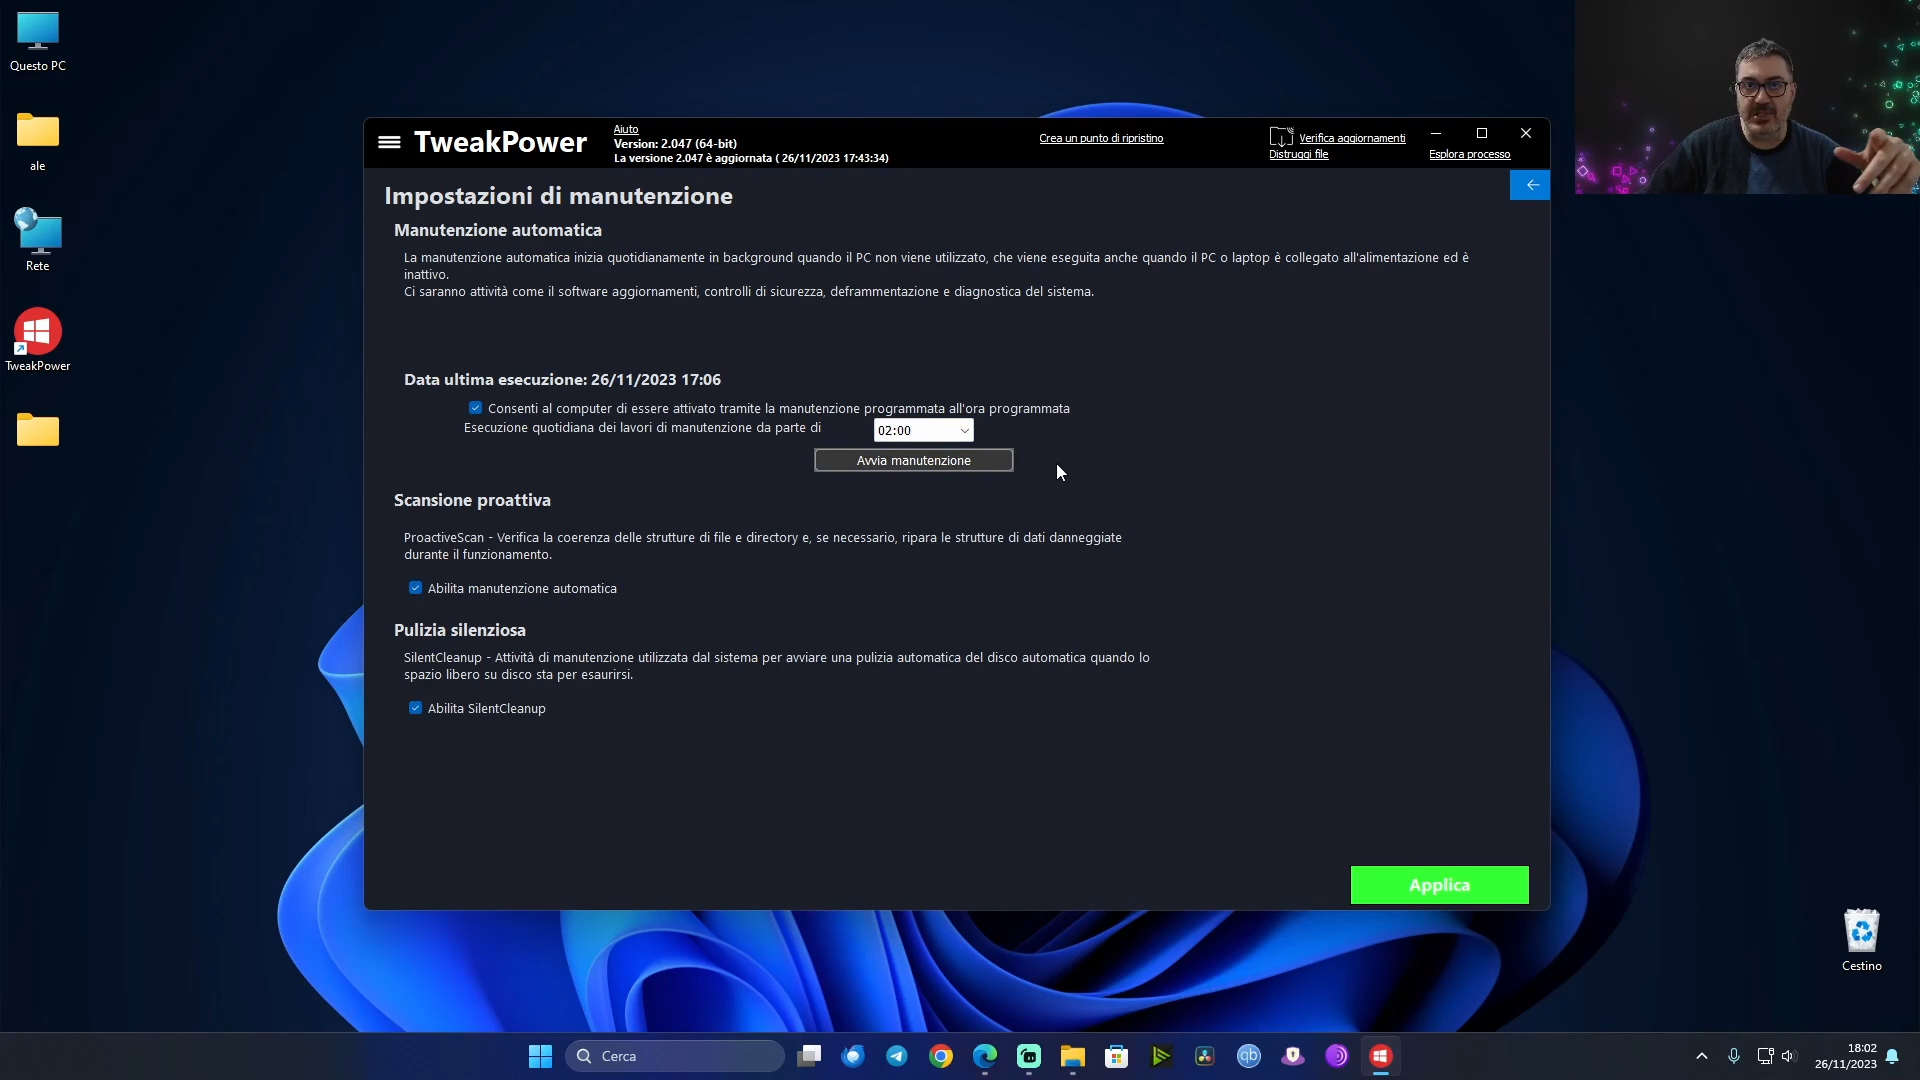 Questo PC
ale
Rete
TweakPower
TweakPower
Aiuto
Version: 2.047 (64-bit)
La versione 2.047 è aggiornata ( 26/11/2023 17:43:34)
Crea un punto di ripristino
Verifica aggiornamenti
Distruggi file
Esplora processo
Impostazioni di manutenzione
Manutenzione automatica
La manutenzione automatica inizia quotidianamente in background quando il PC non viene utilizzato, che viene eseguita anche quando il PC o laptop è collegato all'alimentazione ed è
inattivo.
Ci saranno attività come il software aggiornamenti, controlli di sicurezza, deframmentazione e diagnostica del sistema.
Data ultima esecuzione: 26/11/2023 17:06
Consenti al computer di essere attivato tramite la manutenzione programmata all'ora programmata
Esecuzione quotidiana dei lavori di manutenzione da parte di
02:00
Avvia manutenzione
Scansione proattiva
ProactiveScan - Verifica la coerenza delle strutture di file e directory e, se necessario, ripara le strutture di dati danneggiate
durante il funzionamento.
Abilita manutenzione automatica
Pulizia silenziosa
SilentCleanup - Attività di manutenzione utilizzata dal sistema per avviare una pulizia automatica del disco automatica quando lo
spazio libero su disco sta per esaurirsi.
Abilita SilentCleanup
Applica
Cestino
Cerca
qb
18:02
26/11/2023